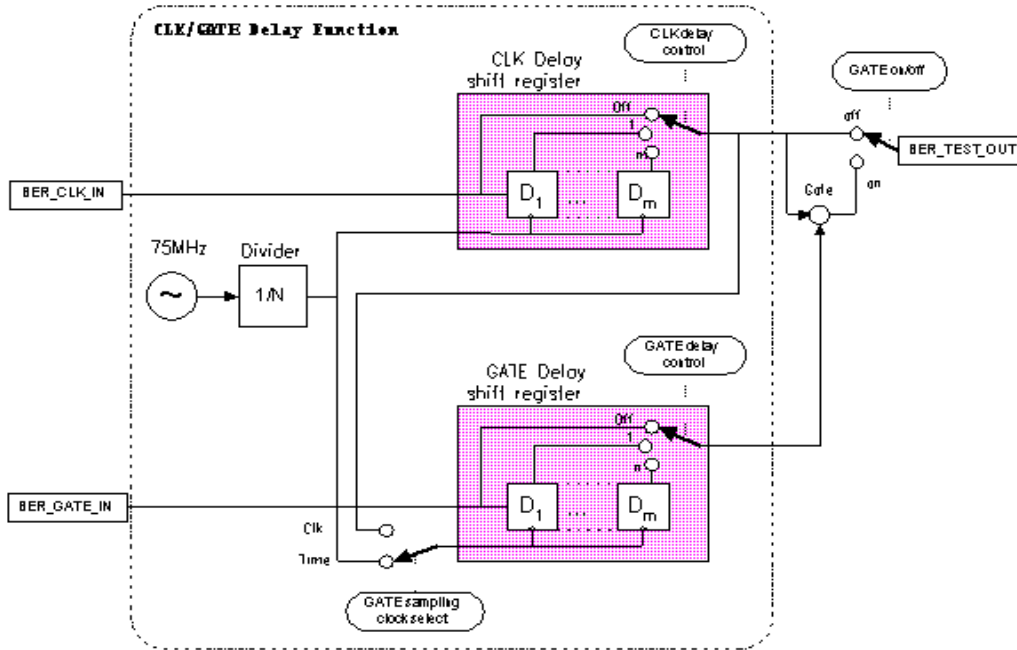 CLK/GATE Delay Function
CLK delay
control
CLK Delay
shift register
GATE on/off
Off
1
m
off
BER_TEST_OUT
on
BER_CLK_IN
D1
...
Dm
Gate
75MHz
Divider
~
1/N
GATE delay
control
GATE Delay
shift register
Off
1
n
BER_GATE_IN
D1
...
Dm
Clk
Time
GATE sampling
clock select